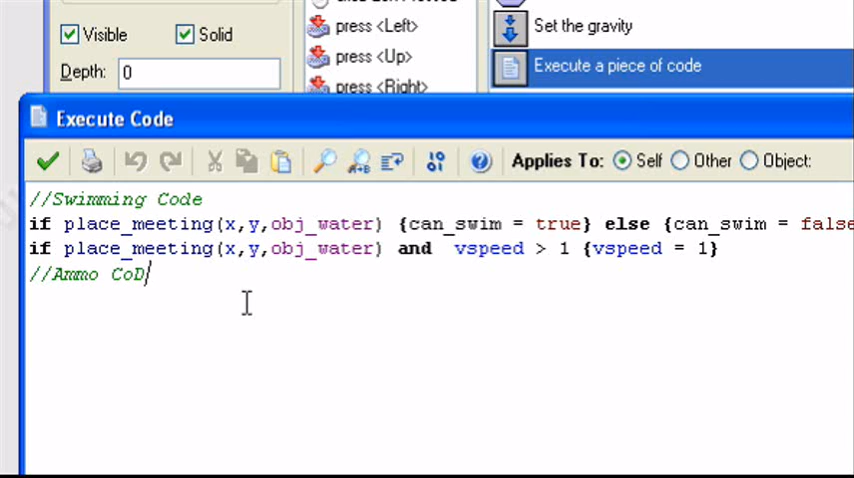 Visible
Solid
Depth: 0
press <Left>
press <Up>
press <Right>
Set the gravity
Execute a piece of code
Execute Code
Applies To: Self Other Object:
//Swimming Code
if place_meeting(x,y,obj_water) {can_swim = true} else {can_swim = false
if place_meeting(x,y,obj_water) and vspeed > 1 {vspeed = 1}
//Ammo CoD